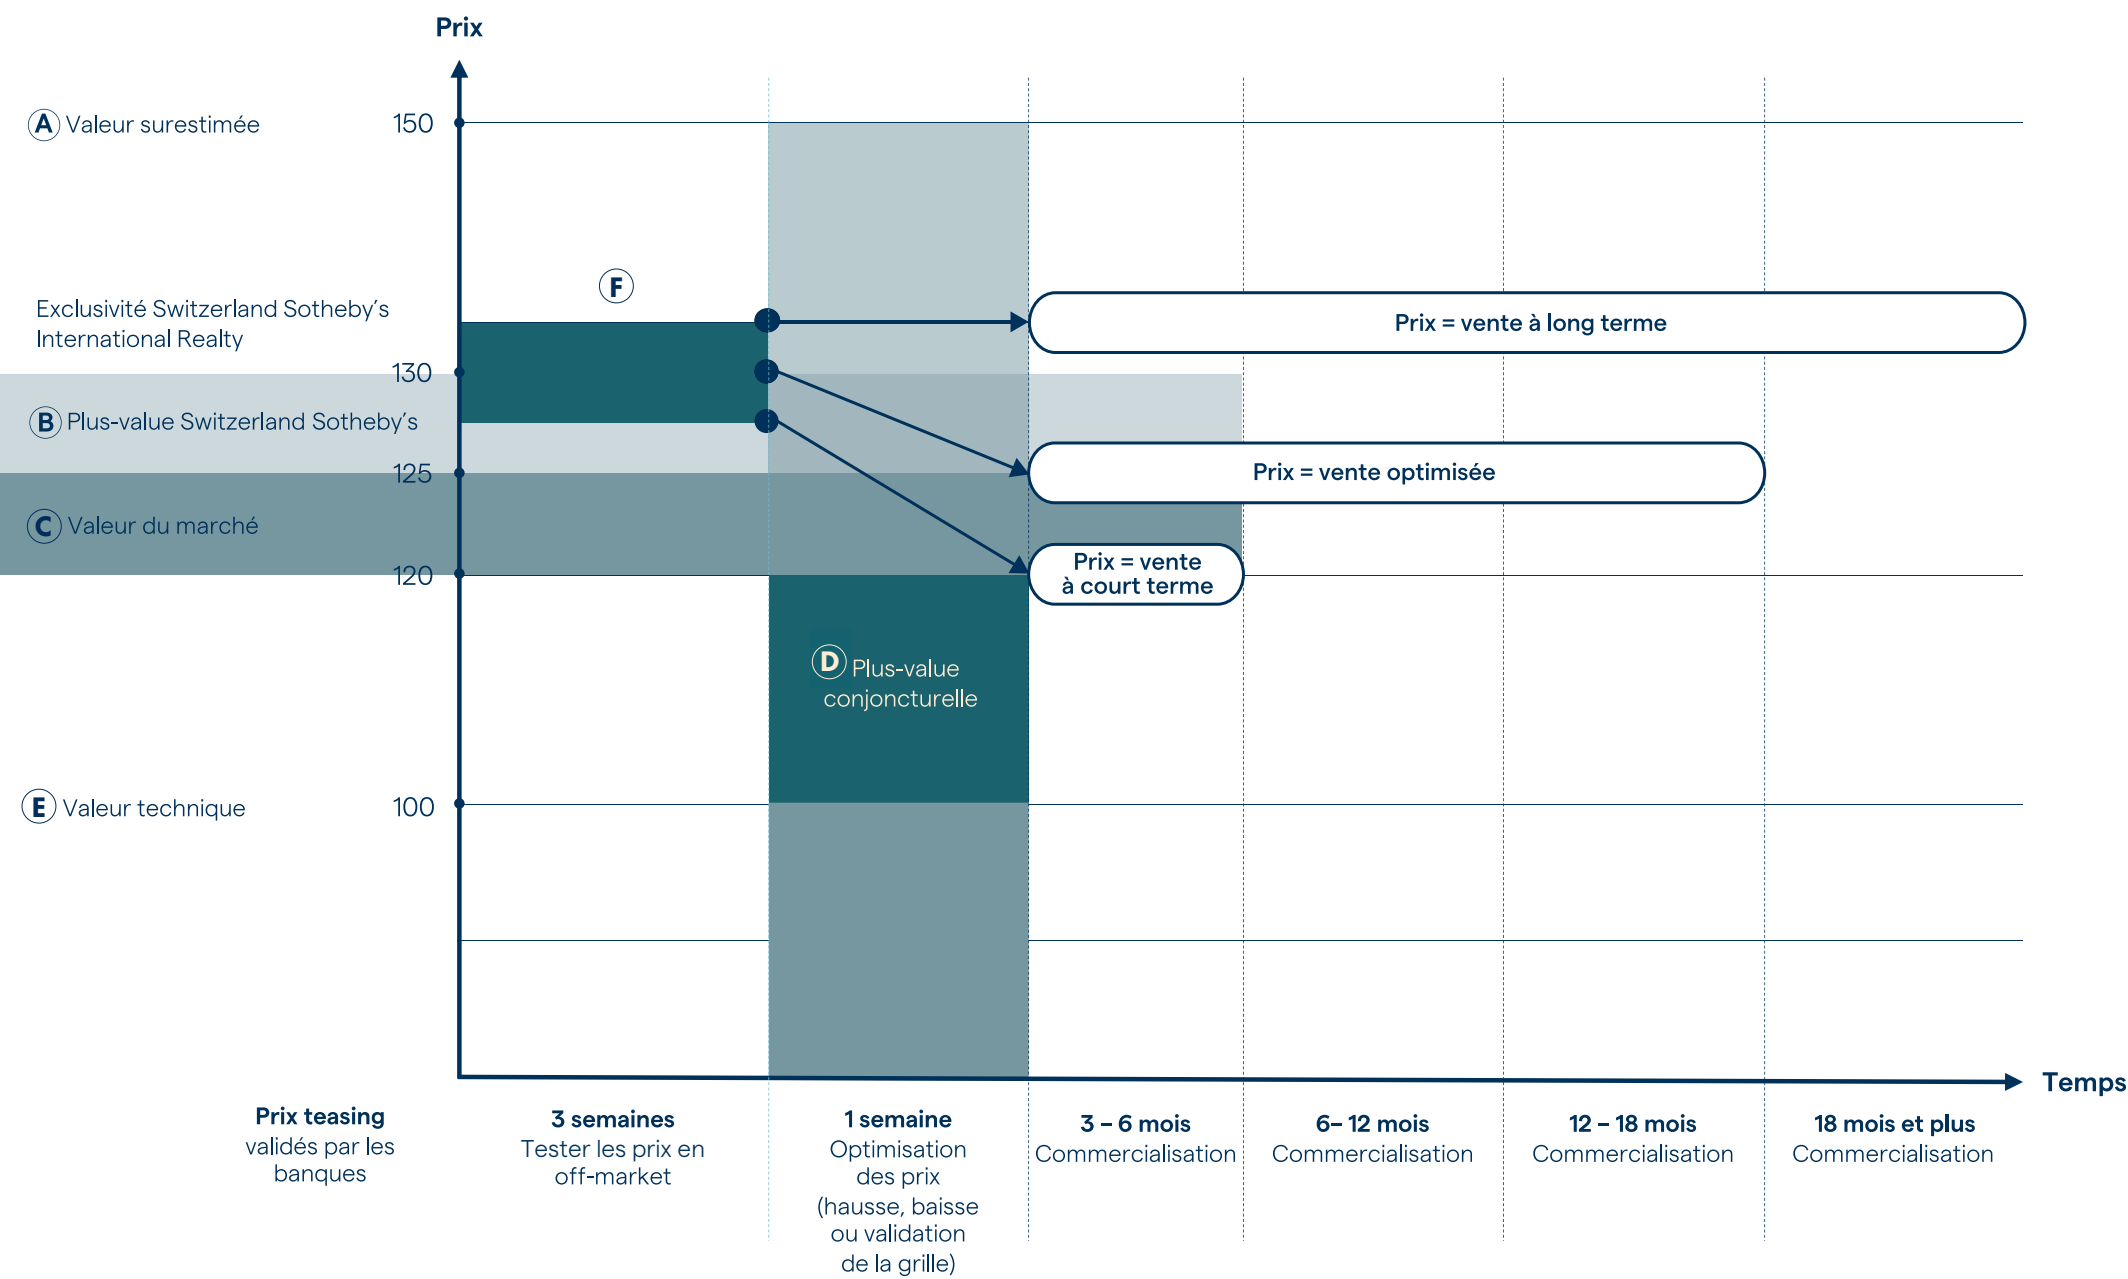 Prix
A Valeur surestimée
150
F
Exclusivité Switzerland Sotheby's
International Realty
Prix = vente à long terme
130
B Plus-value Switzerland Sotheby's
125
Prix = vente optimisée
C Valeur du marché
120
Prix = vente
à court terme
D Plus-value
conjoncturelle
E Valeur technique
100
Temps
Prix teasing
validés par les
banques
3 semaines
Tester les prix en
off-market
1 semaine
Optimisation
des prix
(hausse, baisse
ou validation
de la grille)
3 – 6 mois
Commercialisation
6– 12 mois
Commercialisation
12 – 18 mois
Commercialisation
18 mois et plus
Commercialisation